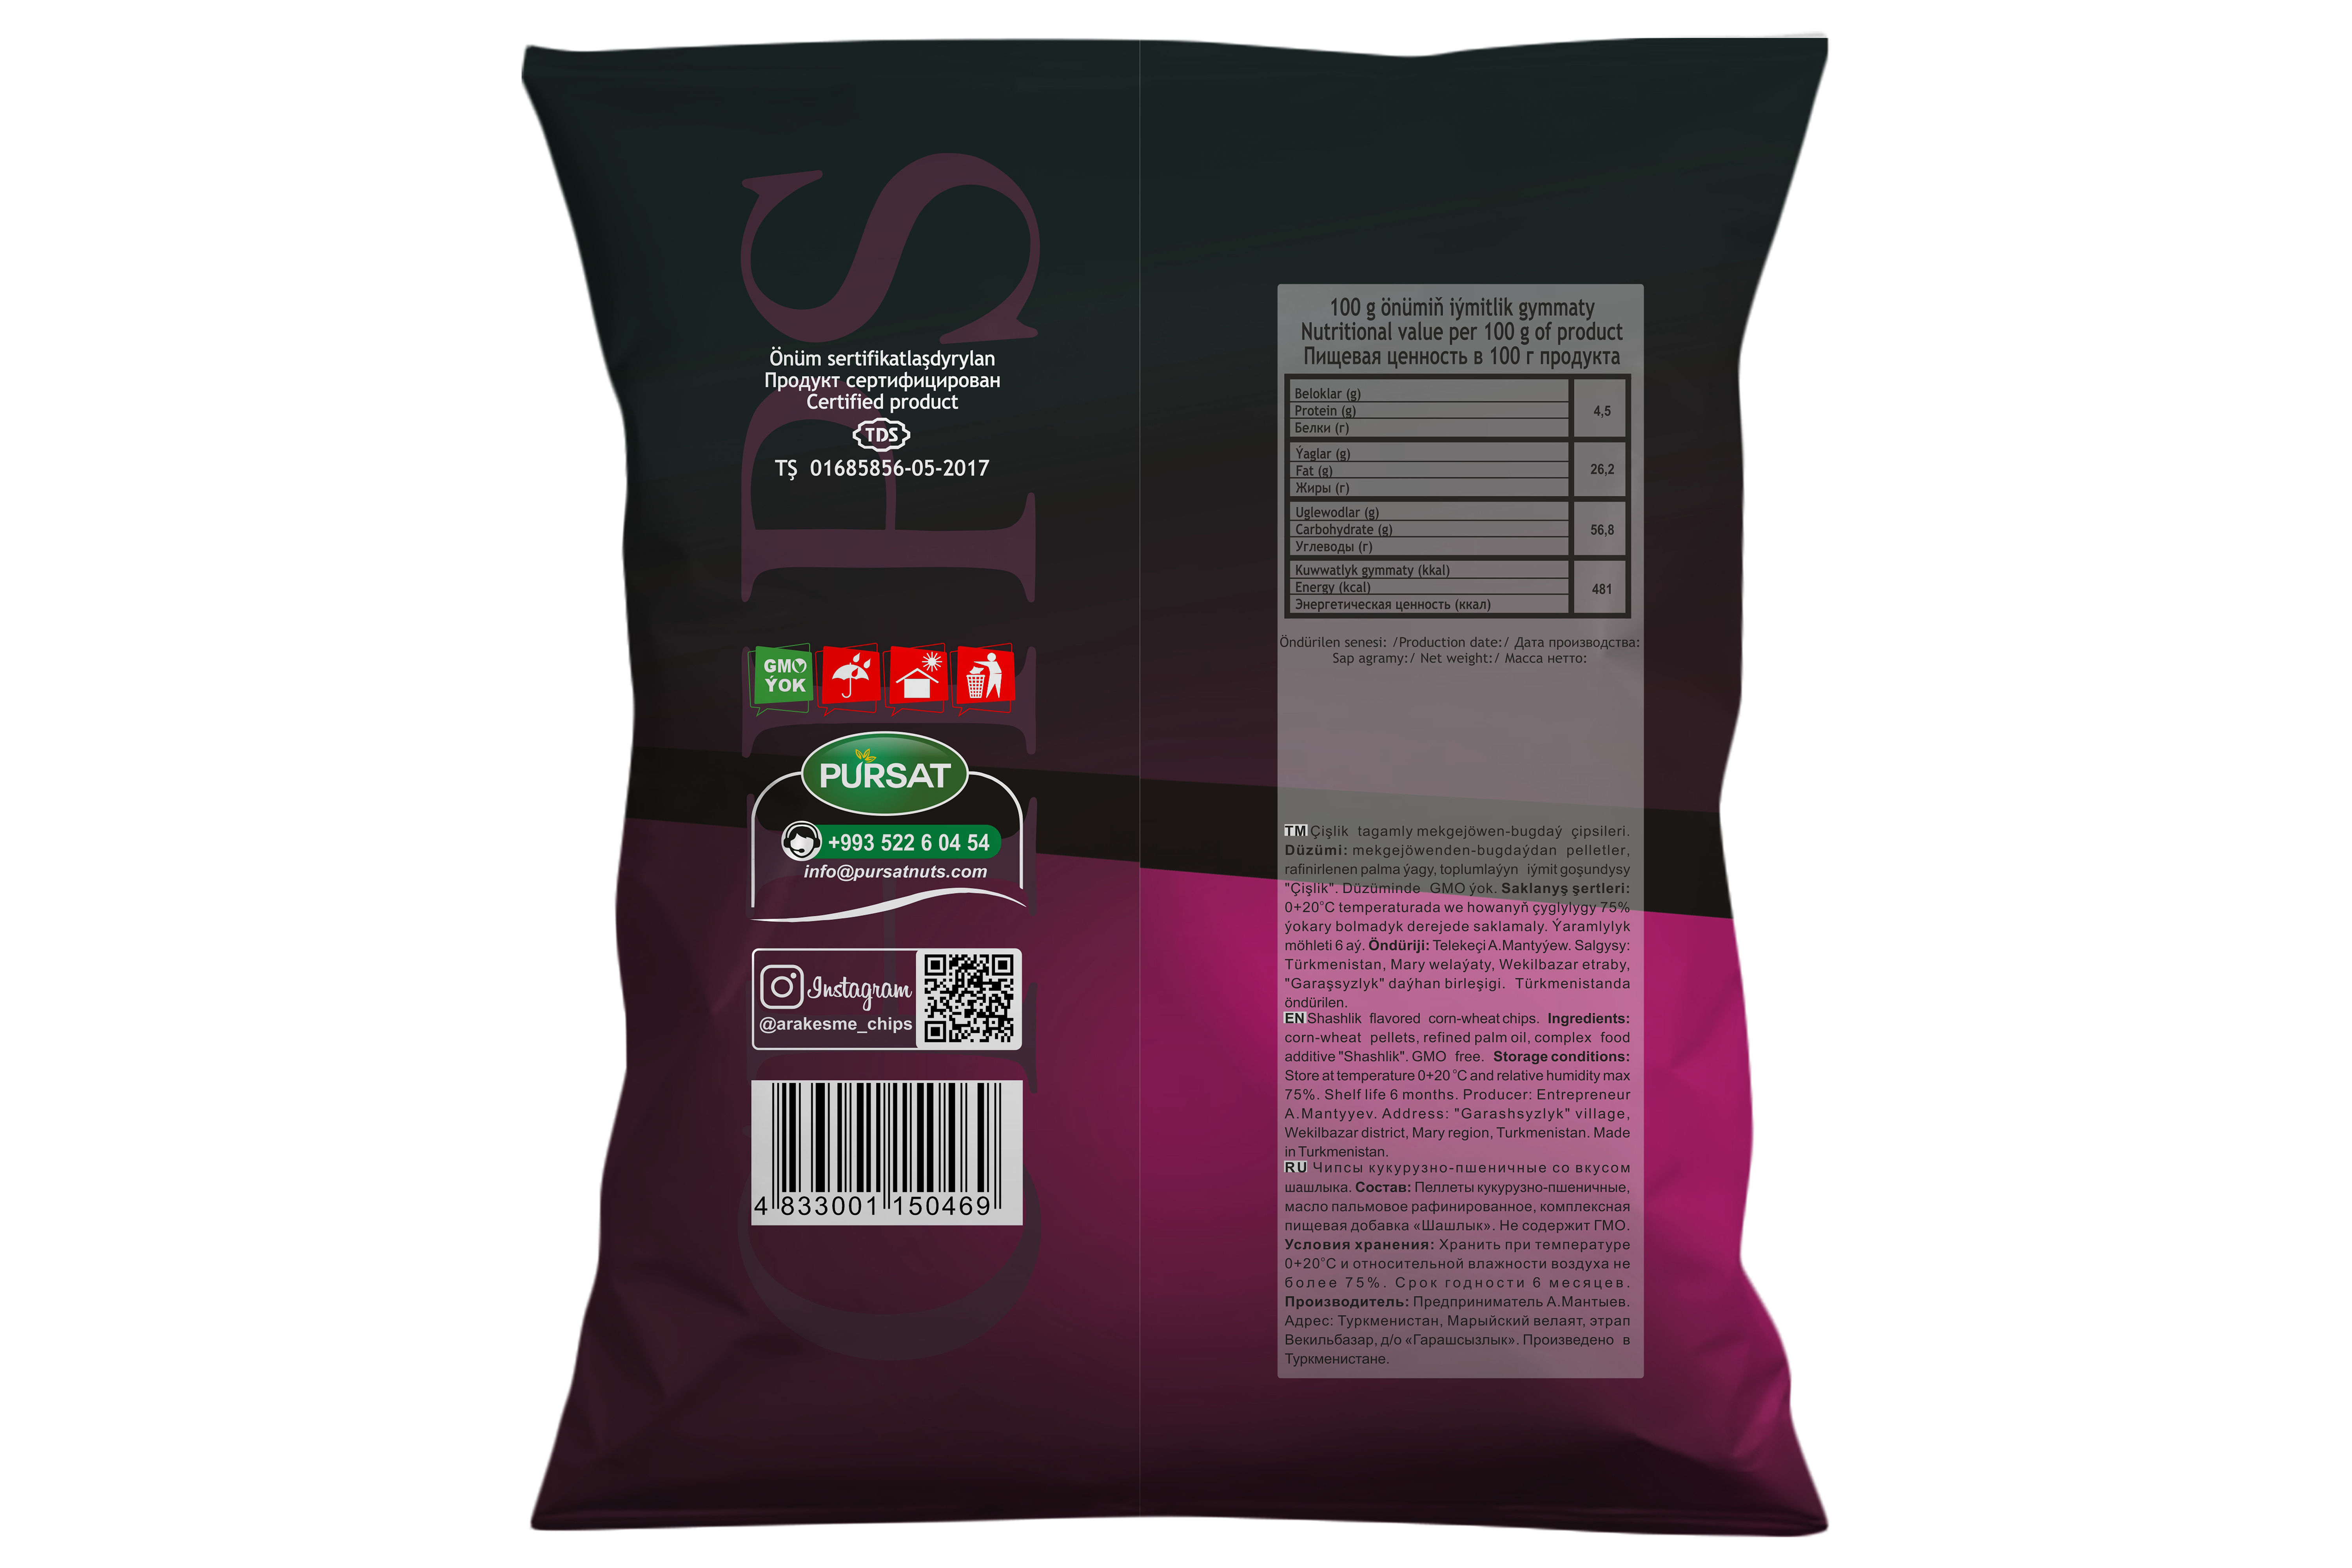 CHIPS
Önüm sertifikatlaşdyrylan
Продукт сертифицирован
Certified product
TDS
TŞ 01685856-05-2017
GMO
ÝOK
PURSAT
+993 522 6 04 54
info@pursatnuts.com
Instagram
@arakesme_chips
4 833001 150469
100 g önümiň iýmitlik gymmaty
Nutritional value per 100 g of product
Пищевая ценность в 100 г продукта
Beloklar (g)
Protein (g) 4,5
Белки (г)
Ýaglar (g)
Fat (g) 26,2
Жиры (г)
Uglewodlar (g)
Carbohydrate (g) 56,8
Углеводы (г)
Kuwwatlyk gymmaty (kkal)
Energy (kcal) 481
Энергетическая ценность (ккал)
Öndürilen senesi: /Production date:/ Дата производства:
Sap agramy:/ Net weight:/ Масса нетто:
TM Çişlik tagamly mekgejöwen-bugdaý çipsileri.
Düzümi: mekgejöwenden-bugdaýdan pelletler,
rafinirlenen palma ýagy, toplumlaýyn iýmit goşundysy
"Çişlik". Düzüminde GMO ýok. Saklanyş şertleri:
0+20°C temperaturada we howanyň çyglylygy 75%
ýokary bolmadyk derejede saklamaly. Ýaramlylyk
möhleti 6 aý. Öndüriji: Telekeçi A.Mantyýew. Salgysy:
Türkmenistan, Mary welaýaty, Wekilbazar etraby,
"Garaşsyzlyk" daýhan birleşigi. Türkmenistanda
öndürilen.
EN Shashlik flavored corn-wheat chips. Ingredients:
corn-wheat pellets, refined palm oil, complex food
additive "Shashlik". GMO free. Storage conditions:
Store at temperature 0+20 °C and relative humidity max
75%. Shelf life 6 months. Producer: Entrepreneur
A.Mantyyev. Address: "Garashsyzlyk" village,
Wekilbazar district, Mary region, Turkmenistan. Made
in Turkmenistan.
RU Чипсы кукурузно-пшеничные со вкусом
шашлыка. Состав: Пеллеты кукурузно-пшеничные,
масло пальмовое рафинированное, комплексная
пищевая добавка «Шашлык». Не содержит ГМО.
Условия хранения: Хранить при температуре
0+20°C и относительной влажности воздуха не
более 75%. Срок годности 6 месяцев.
Производитель: Предприниматель А.Мантыев.
Адрес: Туркменистан, Марыйский велаят, этрап
Векильбазар, д/о «Гарашсызлык». Произведено в
Туркменистане.